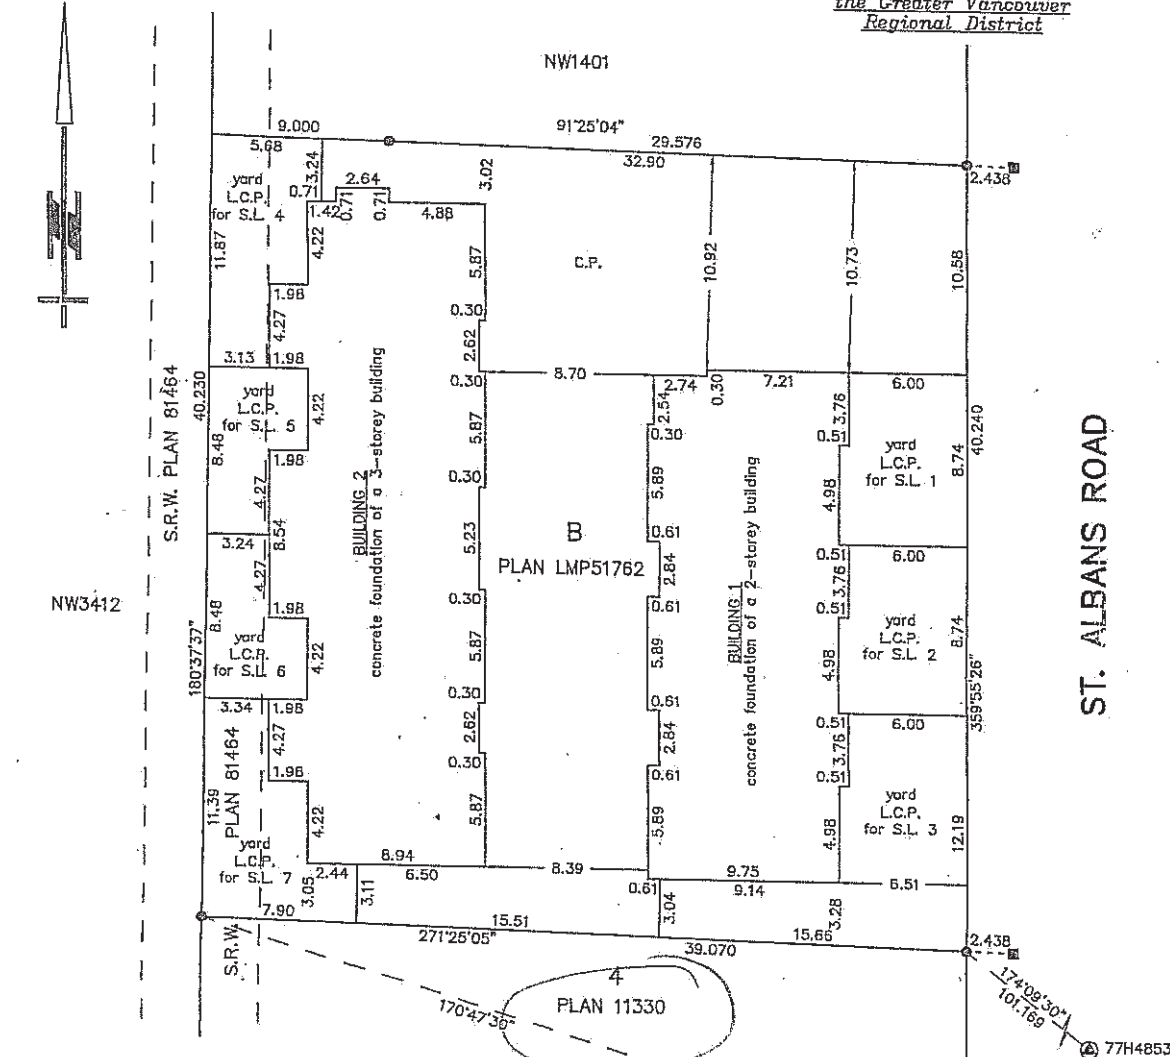 the Greater Vancouver
Regional District
NW1401
9.000
91°25'04"
29.576
5.68
32.90
2.438
3.24
3.02
yard
L.C.P.
for S.L. 4
0.71
2.64
1.42
0.71
0.71
4.88
11.87
4.22
5.87
C.P.
10.92
10.73
10.58
1.98
4.27
0.30
2.62
3.13
1.98
0.30
8.70
2.74
0.30
7.21
6.00
yard
L.C.P.
for S.L. 5
4.22
5.87
2.54
3.76
40.230
40.240
S.R.W. PLAN 81464
8.48
1.98
0.30
0.30
0.51
yard
L.C.P.
for S.L. 1
8.74
4.27
8.54
5.89
4.98
5.23
3.24
BUILDING 2
concrete foundation of a 3-storey building
B
PLAN LMP51762
0.61
0.51
6.00
4.27
2.84
3.76
NW3412
1.98
0.30
0.61
0.51
8.48
yard
L.C.P.
for S.L. 6
4.22
5.87
5.89
BUILDING 1
concrete foundation of a 2-storey building
4.98
yard
L.C.P.
for S.L. 2
8.74
ST. ALBANS ROAD
180°37'37"
359°55'26"
3.34
1.98
0.30
0.61
0.51
6.00
4.27
2.62
2.84
3.76
1.98
0.30
0.61
0.51
11.39
PLAN 81464
4.22
5.87
5.89
4.98
yard
L.C.P.
for S.L. 3
12.19
yard
L.C.P.
for S.L. 7
8.94
2.44
6.50
8.39
9.75
0.61
9.14
6.51
3.05
3.11
3.04
3.28
7.90
15.51
15.66
2.438
271°25'05"
39.070
S.R.W.
4
PLAN 11330
170°47'30"
174°09'30"
101.169
77H4853